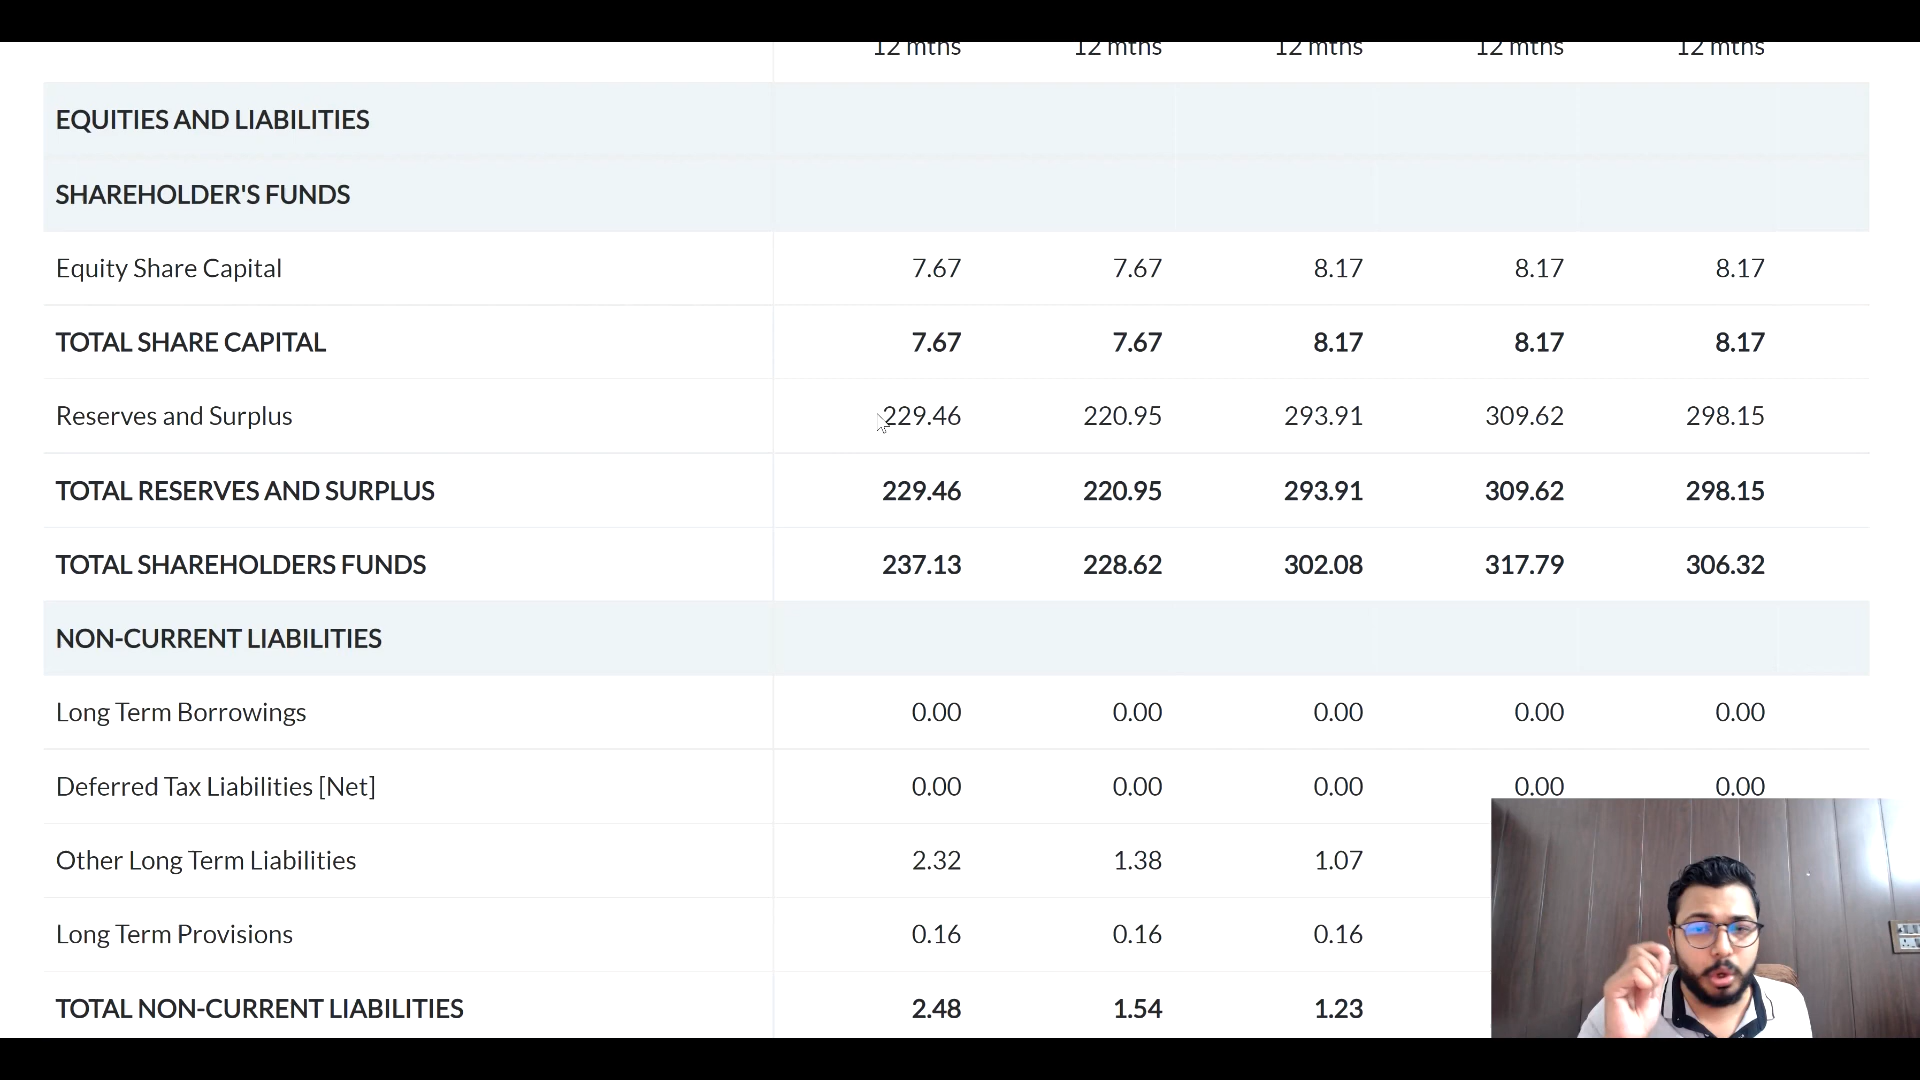 12 mths 12 mths 12 mths 12 mths 12 mths
EQUITIES AND LIABILITIES
SHAREHOLDER'S FUNDS
Equity Share Capital 7.67 7.67 8.17 8.17 8.17
TOTAL SHARE CAPITAL 7.67 7.67 8.17 8.17 8.17
Reserves and Surplus 229.46 220.95 293.91 309.62 298.15
TOTAL RESERVES AND SURPLUS 229.46 220.95 293.91 309.62 298.15
TOTAL SHAREHOLDERS FUNDS 237.13 228.62 302.08 317.79 306.32
NON-CURRENT LIABILITIES
Long Term Borrowings 0.00 0.00 0.00 0.00 0.00
Deferred Tax Liabilities [Net] 0.00 0.00 0.00 0.00 0.00
Other Long Term Liabilities 2.32 1.38 1.07
Long Term Provisions 0.16 0.16 0.16
TOTAL NON-CURRENT LIABILITIES 2.48 1.54 1.23